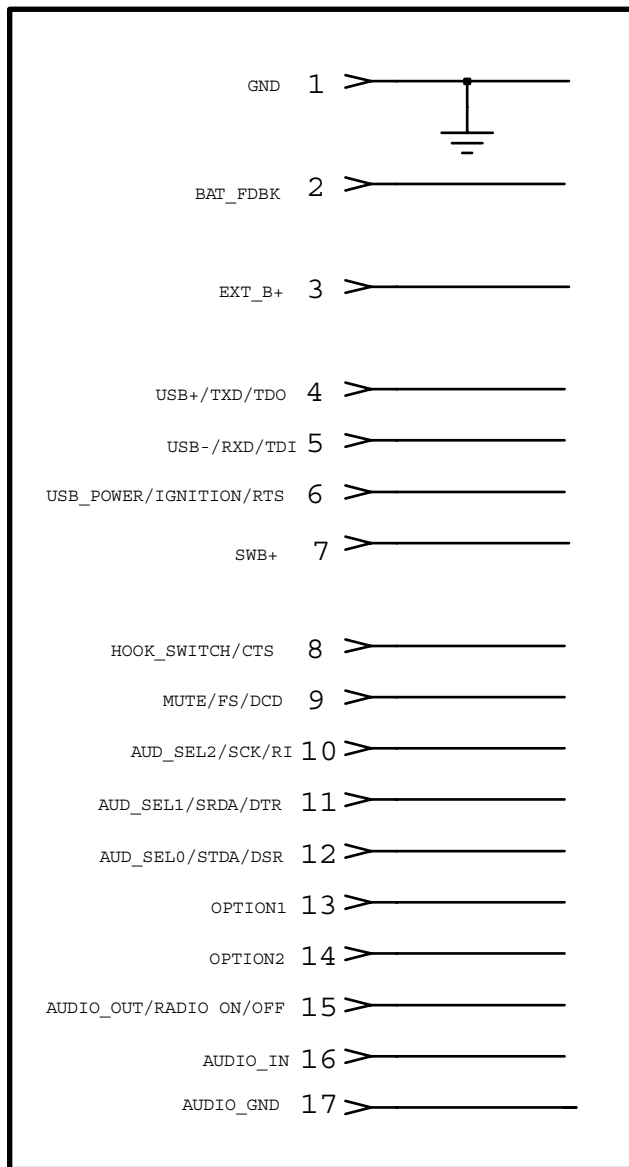 GND 1
BAT_FDBK 2
EXT_B+ 3
USB+/TXD/TDO 4
USB-/RXD/TDI 5
USB_POWER/IGNITION/RTS 6
SWB+ 7
HOOK_SWITCH/CTS 8
MUTE/FS/DCD 9
AUD_SEL2/SCK/RI 10
AUD_SEL1/SRDA/DTR 11
AUD_SEL0/STDA/DSR 12
OPTION1 13
OPTION2 14
AUDIO_OUT/RADIO ON/OFF 15
AUDIO_IN 16
AUDIO_GND 17